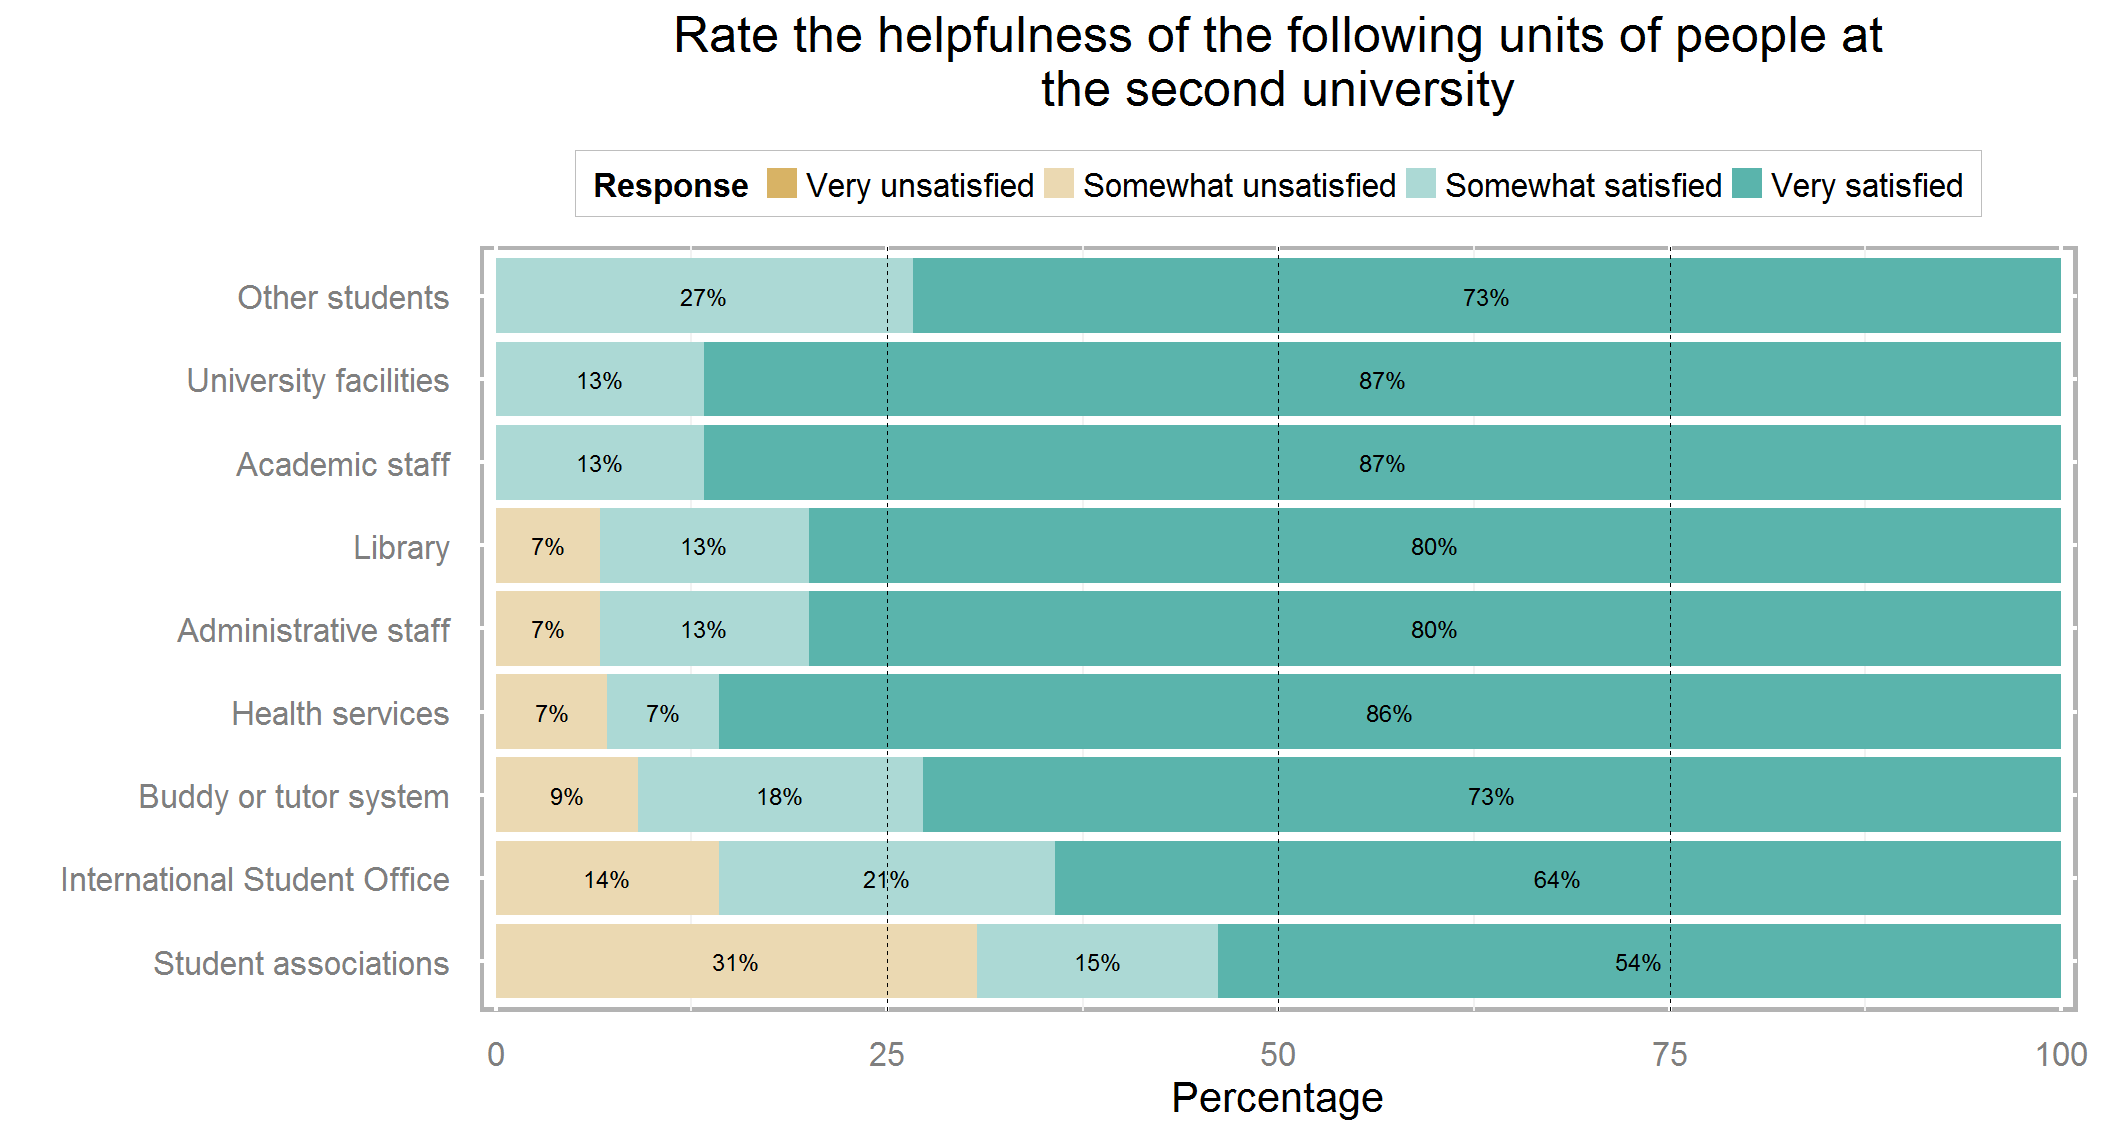 Rate the helpfulness of the following units of people at
the second university
Response Very unsatisfied Somewhat unsatisfied Somewhat satisfied Very satisfied
Other students 27% 73%
University facilities 13% 87%
Academic staff 13% 87%
Library 7% 13% 80%
Administrative staff 7% 13% 80%
Health services 7% 7% 86%
Buddy or tutor system 9% 18% 73%
International Student Office 14% 21% 64%
Student associations 31% 15% 54%
0 25 50 75 100
Percentage